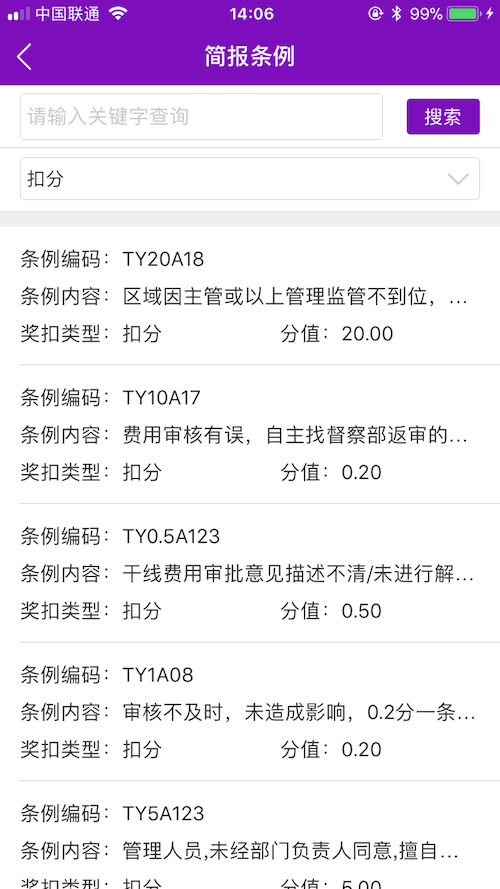 中国联通 14:06 99%
简报条例
请输入关键字查询 搜索
扣分
条例编码：TY20A18
条例内容：区域因主管或以上管理监管不到位，...
奖扣类型：扣分 分值：20.00
条例编码：TY10A17
条例内容：费用审核有误，自主找督察部返审的...
奖扣类型：扣分 分值：0.20
条例编码：TY0.5A123
条例内容：干线费用审批意见描述不清/未进行解...
奖扣类型：扣分 分值：0.50
条例编码：TY1A08
条例内容：审核不及时，未造成影响，0.2分一条...
奖扣类型：扣分 分值：0.20
条例编码：TY5A123
条例内容：管理人员,未经部门负责人同意,擅自...
奖扣类型：扣分 分值：5.00